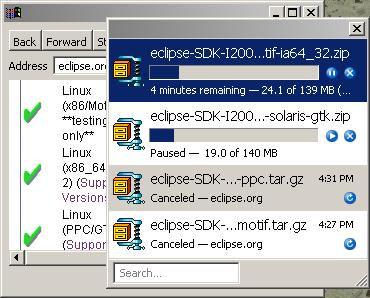 Back
Forward
St
Address
eclipse.or
Linux
(x86/Mot
**testing
only**
Linux
(x86_64
2) (Supp
Versions
Linux
(PPC/GT
(Suppor
eclipse-SDK-I200...tif-ia64_32.zip
4 minutes remaining — 24.1 of 139 MB (...
eclipse-SDK-I200...-solaris-gtk.zip
Paused — 19.0 of 140 MB
eclipse-SDK-...-ppc.tar.gz 4:31 PM
Canceled — eclipse.org
eclipse-SDK-...motif.tar.gz 4:27 PM
Canceled — eclipse.org
Search...